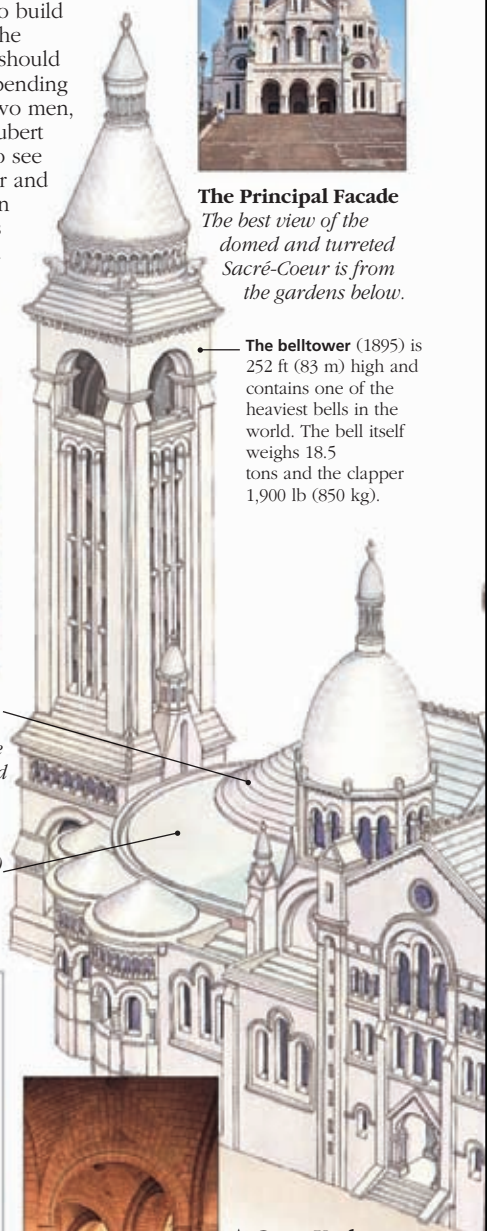 o build
he
should
pending
wo men,
ubert
o see
r and
n
s
The Principal Facade
The best view of the
domed and turreted
Sacré-Coeur is from
the gardens below.
The belltower (1895) is
252 ft (83 m) high and
contains one of the
heaviest bells in the
world. The bell itself
weighs 18.5
tons and the clapper
1,900 lb (850 kg).
e
d
)